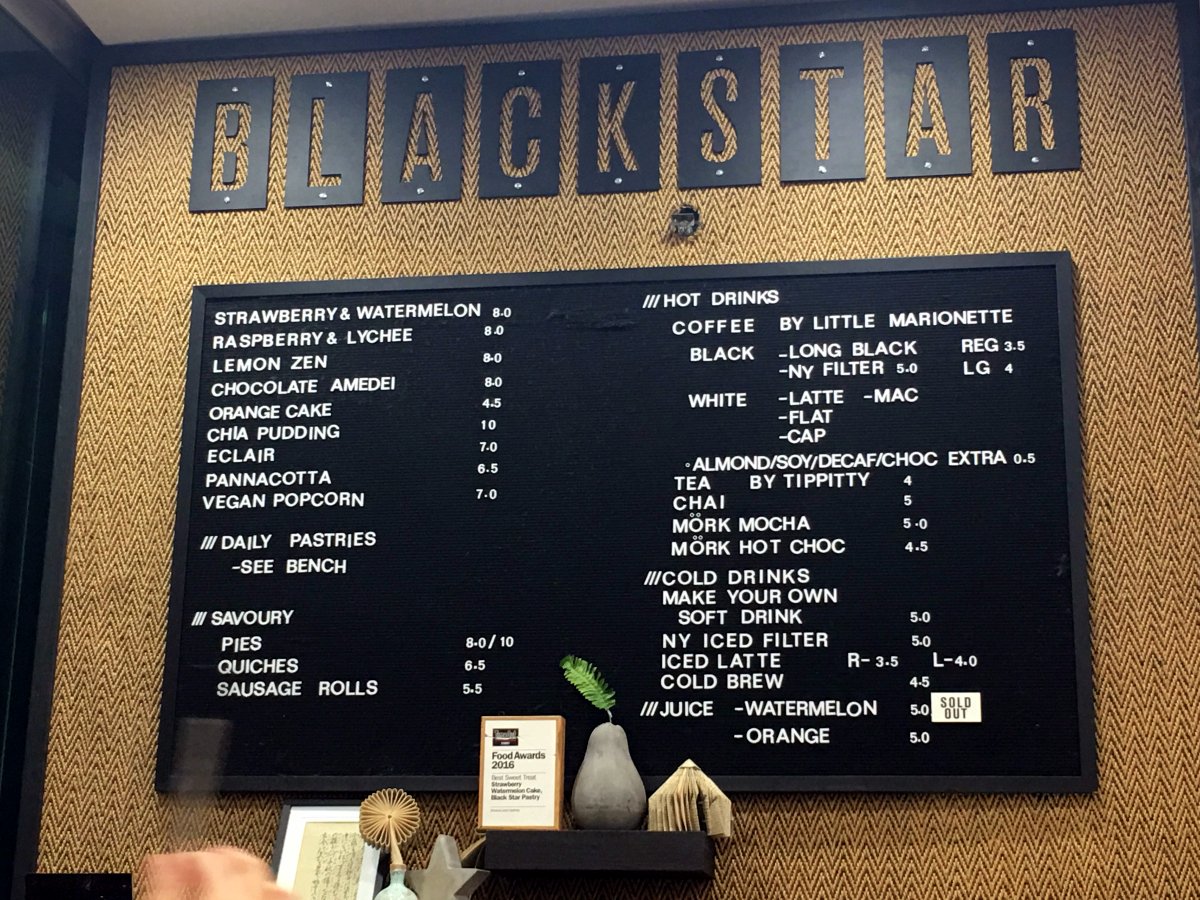 BLACKSTAR
STRAWBERRY & WATERMELON 8.0
RASPBERRY & LYCHEE 8.0
LEMON ZEN 8.0
CHOCOLATE AMEDEI 8.0
ORANGE CAKE 4.5
CHIA PUDDING 10
ECLAIR 7.0
PANNACOTTA 6.5
VEGAN POPCORN 7.0
/// DAILY PASTRIES
-SEE BENCH
/// SAVOURY
PIES 8.0/10
QUICHES 6.5
SAUSAGE ROLLS 5.5
/// HOT DRINKS
COFFEE BY LITTLE MARIONETTE
BLACK -LONG BLACK REG 3.5
-NY FILTER 5.0 LG 4
WHITE -LATTE -MAC
-FLAT
-CAP
◦ALMOND/SOY/DECAF/CHOC EXTRA 0.5
TEA BY TIPPITTY 4
CHAI 5
MÖRK MOCHA 5.0
MÖRK HOT CHOC 4.5
///COLD DRINKS
MAKE YOUR OWN
SOFT DRINK 5.0
NY ICED FILTER 5.0
ICED LATTE R-3.5 L-4.0
COLD BREW 4.5
///JUICE -WATERMELON 5.0 SOLD OUT
-ORANGE 5.0
Food Awards
2016
Best Sweet Treat
Strawberry
Watermelon Cake,
Black Star Pastry